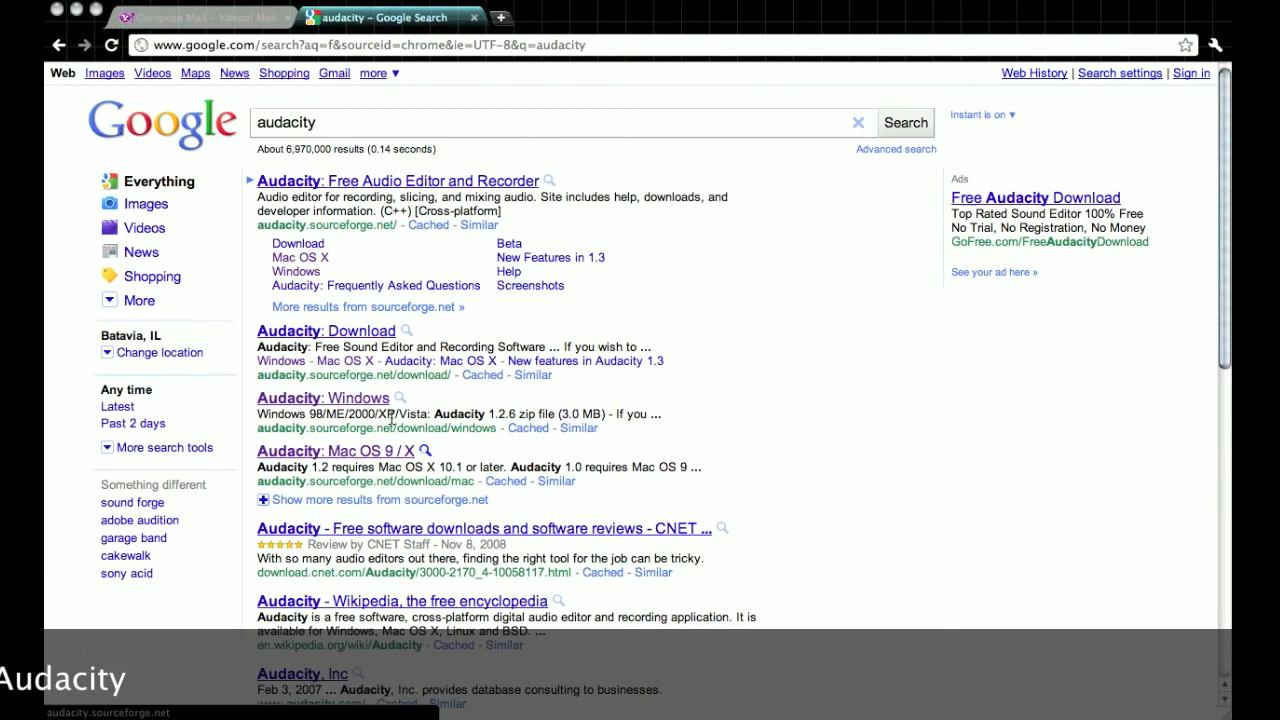 Compose Mail – Yahoo! Mail
audacity – Google Search
www.google.com/search?aq=f&sourceid=chrome&ie=UTF-8&q=audacity
Web Images Videos Maps News Shopping Gmail more ▼
Web History | Search settings | Sign in
Google
audacity
Search
Instant is on ▼
About 6,970,000 results (0.14 seconds)
Advanced search
Everything
Images
Videos
News
Shopping
More
Batavia, IL
Change location
Any time
Latest
Past 2 days
More search tools
Something different
sound forge
adobe audition
garage band
cakewalk
sony acid
Audacity: Free Audio Editor and Recorder
Audio editor for recording, slicing, and mixing audio. Site includes help, downloads, and
developer information. (C++) [Cross-platform]
audacity.sourceforge.net/ - Cached - Similar
Download Beta
Mac OS X New Features in 1.3
Windows Help
Audacity: Frequently Asked Questions Screenshots
More results from sourceforge.net »
Audacity: Download
Audacity: Free Sound Editor and Recording Software ... If you wish to ...
Windows - Mac OS X - Audacity: Mac OS X - New features in Audacity 1.3
audacity.sourceforge.net/download/ - Cached - Similar
Audacity: Windows
Windows 98/ME/2000/XP/Vista: Audacity 1.2.6 zip file (3.0 MB) - If you ...
audacity.sourceforge.net/download/windows - Cached - Similar
Audacity: Mac OS 9 / X
Audacity 1.2 requires Mac OS X 10.1 or later. Audacity 1.0 requires Mac OS 9 ...
audacity.sourceforge.net/download/mac - Cached - Similar
Show more results from sourceforge.net
Audacity - Free software downloads and software reviews - CNET ...
Review by CNET Staff - Nov 8, 2008
With so many audio editors out there, finding the right tool for the job can be tricky.
download.cnet.com/Audacity/3000-2170_4-10058117.html - Cached - Similar
Audacity - Wikipedia, the free encyclopedia
Audacity is a free software, cross-platform digital audio editor and recording application. It is
available for Windows, Mac OS X, Linux and BSD. ...
en.wikipedia.org/wiki/Audacity - Cached - Similar
Audacity, Inc
Feb 3, 2007 ... Audacity, Inc. provides database consulting to businesses.
www.audacity.com/ - Cached - Similar
Ads
Free Audacity Download
Top Rated Sound Editor 100% Free
No Trial, No Registration, No Money
GoFree.com/FreeAudacityDownload
See your ad here »
Audacity
audacity.sourceforge.net